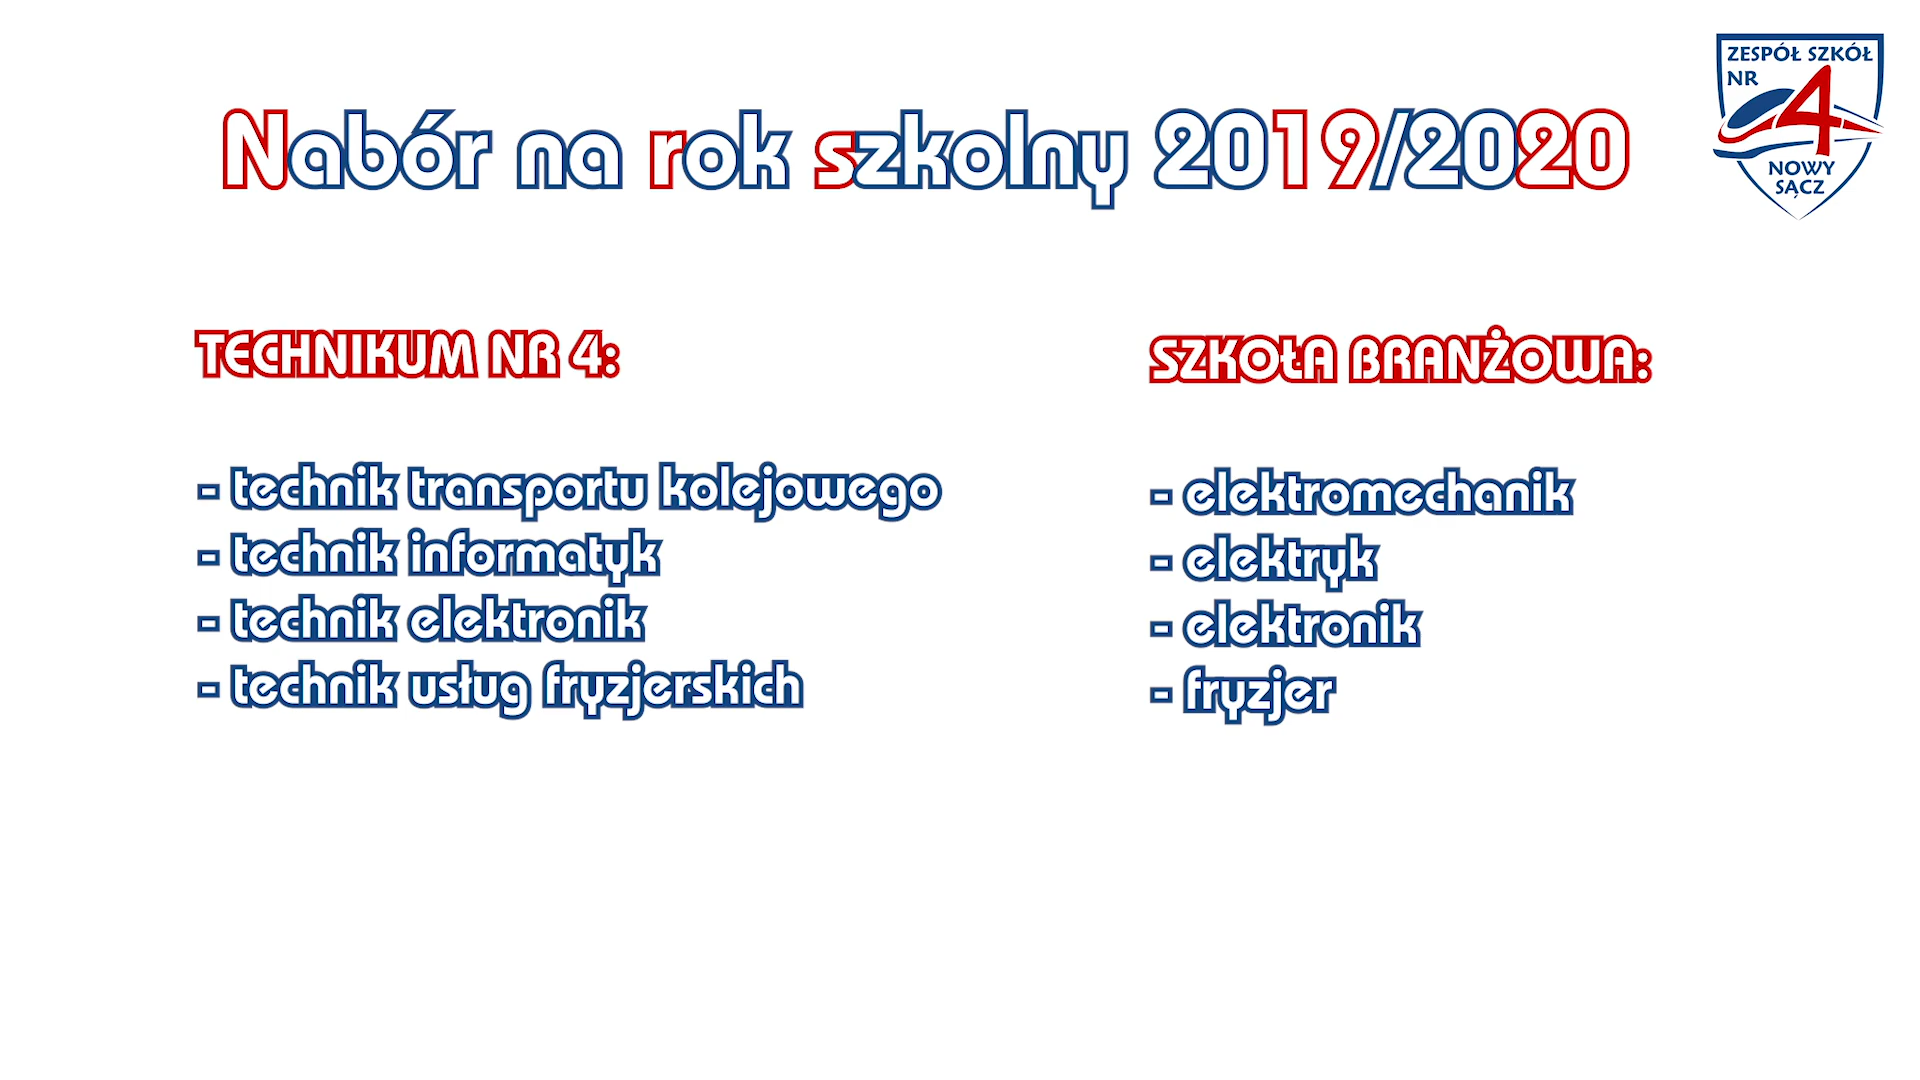 Nabór na rok szkolny 2019/2020
ZESPÓŁ SZKÓŁ
NR 4
NOWY
SĄCZ
TECHNIKUM NR 4:
- technik transportu kolejowego
- technik informatyk
- technik elektronik
- technik usług fryzjerskich
SZKOŁA BRANŻOWA:
- elektromechanik
- elektryk
- elektronik
- fryzjer